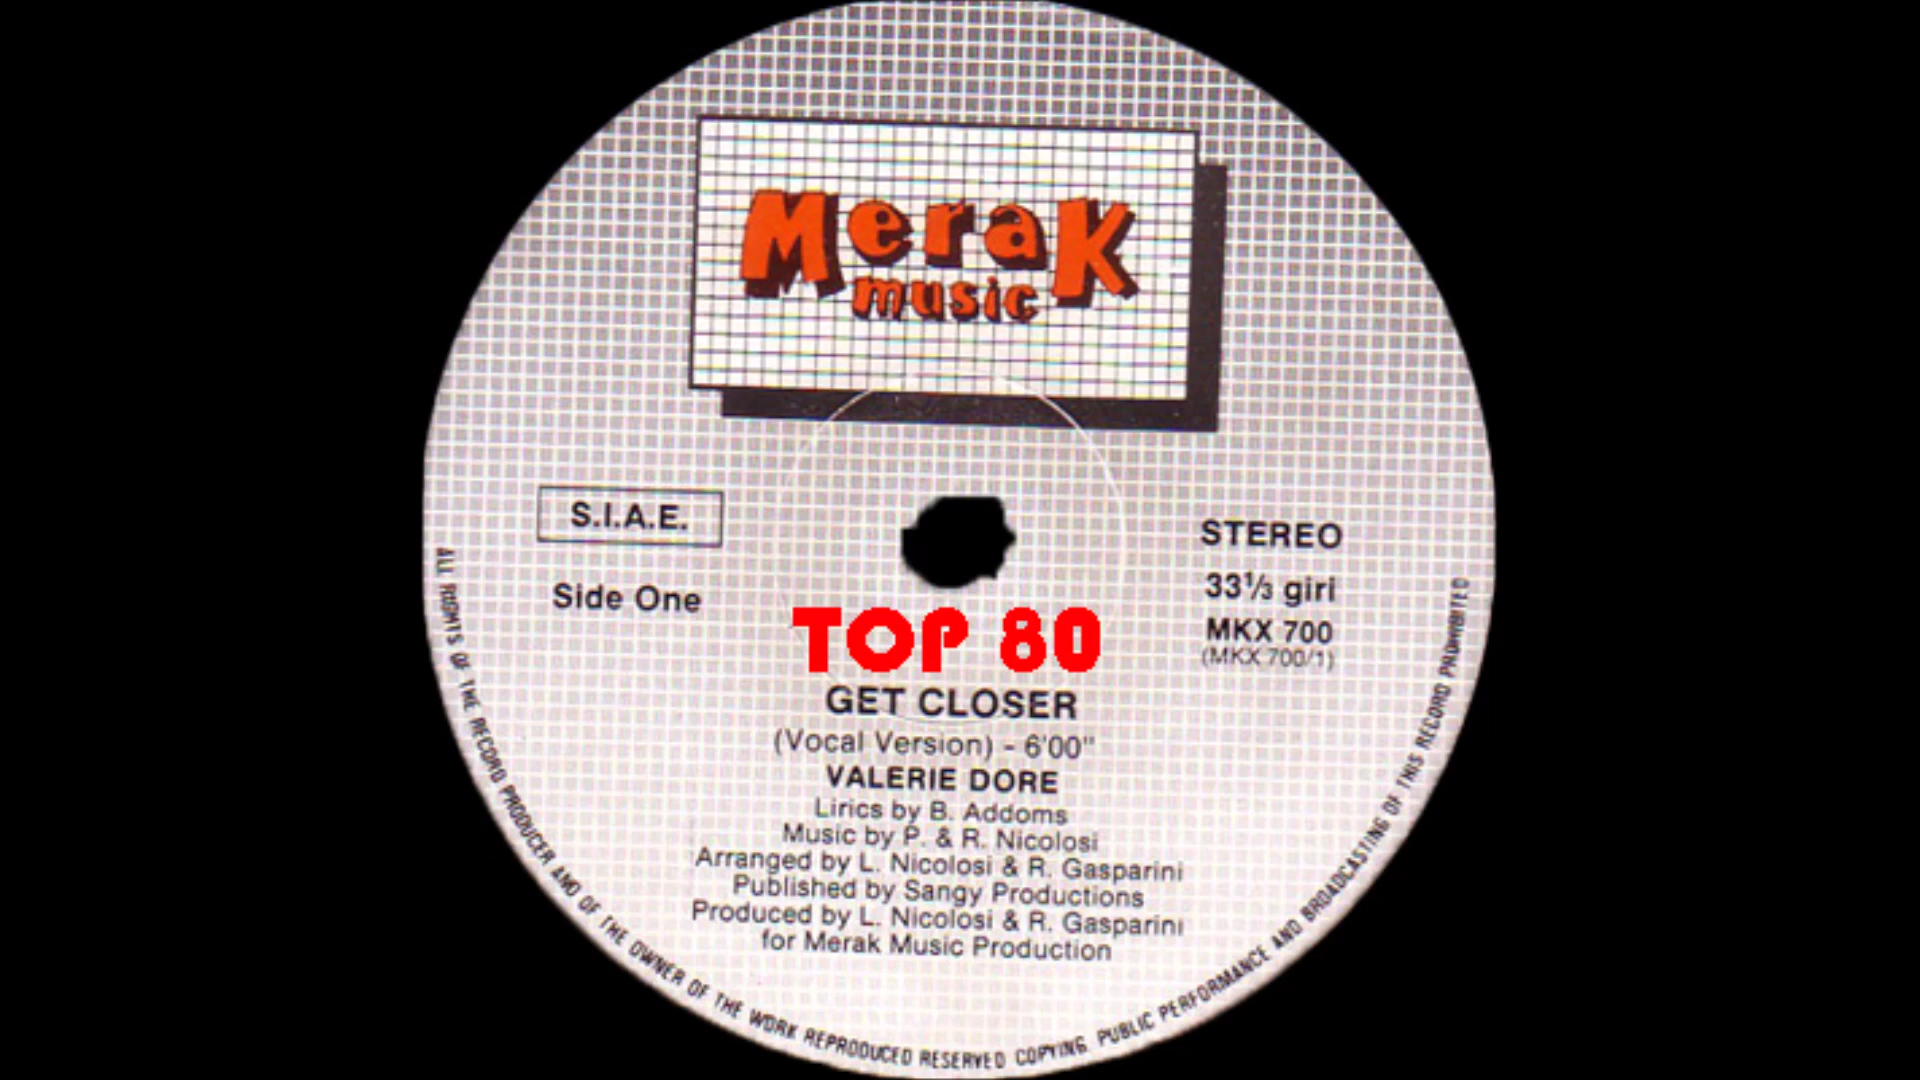 Merak
music
S.I.A.E.
Side One
STEREO
33⅓ giri
MKX 700
(MKX 700/1)
TOP 80
GET CLOSER
(Vocal Version) - 6'00"
VALERIE DORE
Lirics by B. Addoms
Music by P. & R. Nicolosi
Arranged by L. Nicolosi & R. Gasparini
Published by Sangy Productions
Produced by L. Nicolosi & R. Gasparini
for Merak Music Production
ALL RIGHTS OF THE RECORD PRODUCER AND OF THE OWNER OF THE WORK REPRODUCED RESERVED COPYING, PUBLIC PERFORMANCE AND BROADCASTING OF THIS RECORD PROHIBITED